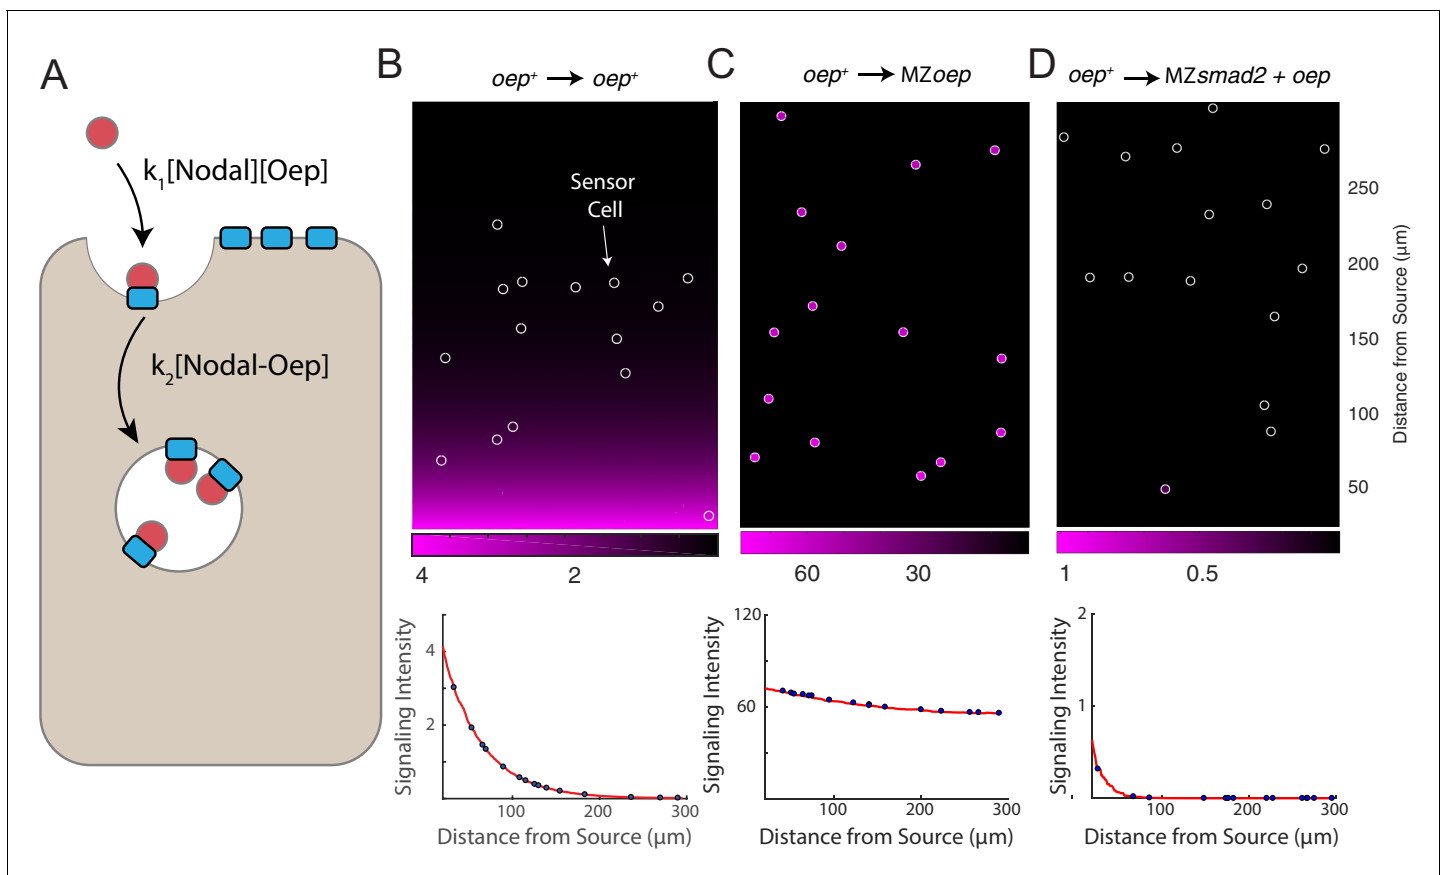 A
k1[Nodal][Oep]
k2[Nodal-Oep]
B
oep+ → oep+
Sensor
Cell
4 2
Signaling Intensity
4
2
100 200 300
Distance from Source (µm)
C
oep+ → MZoep
60 30
Signaling Intensity
120
60
100 200 300
Distance from Source (µm)
D
oep+ → MZsmad2 + oep
250
200
150
100
50
Distance from Source (µm)
1 0.5
Signaling Intensity
2
1
100 200 300
Distance from Source (µm)